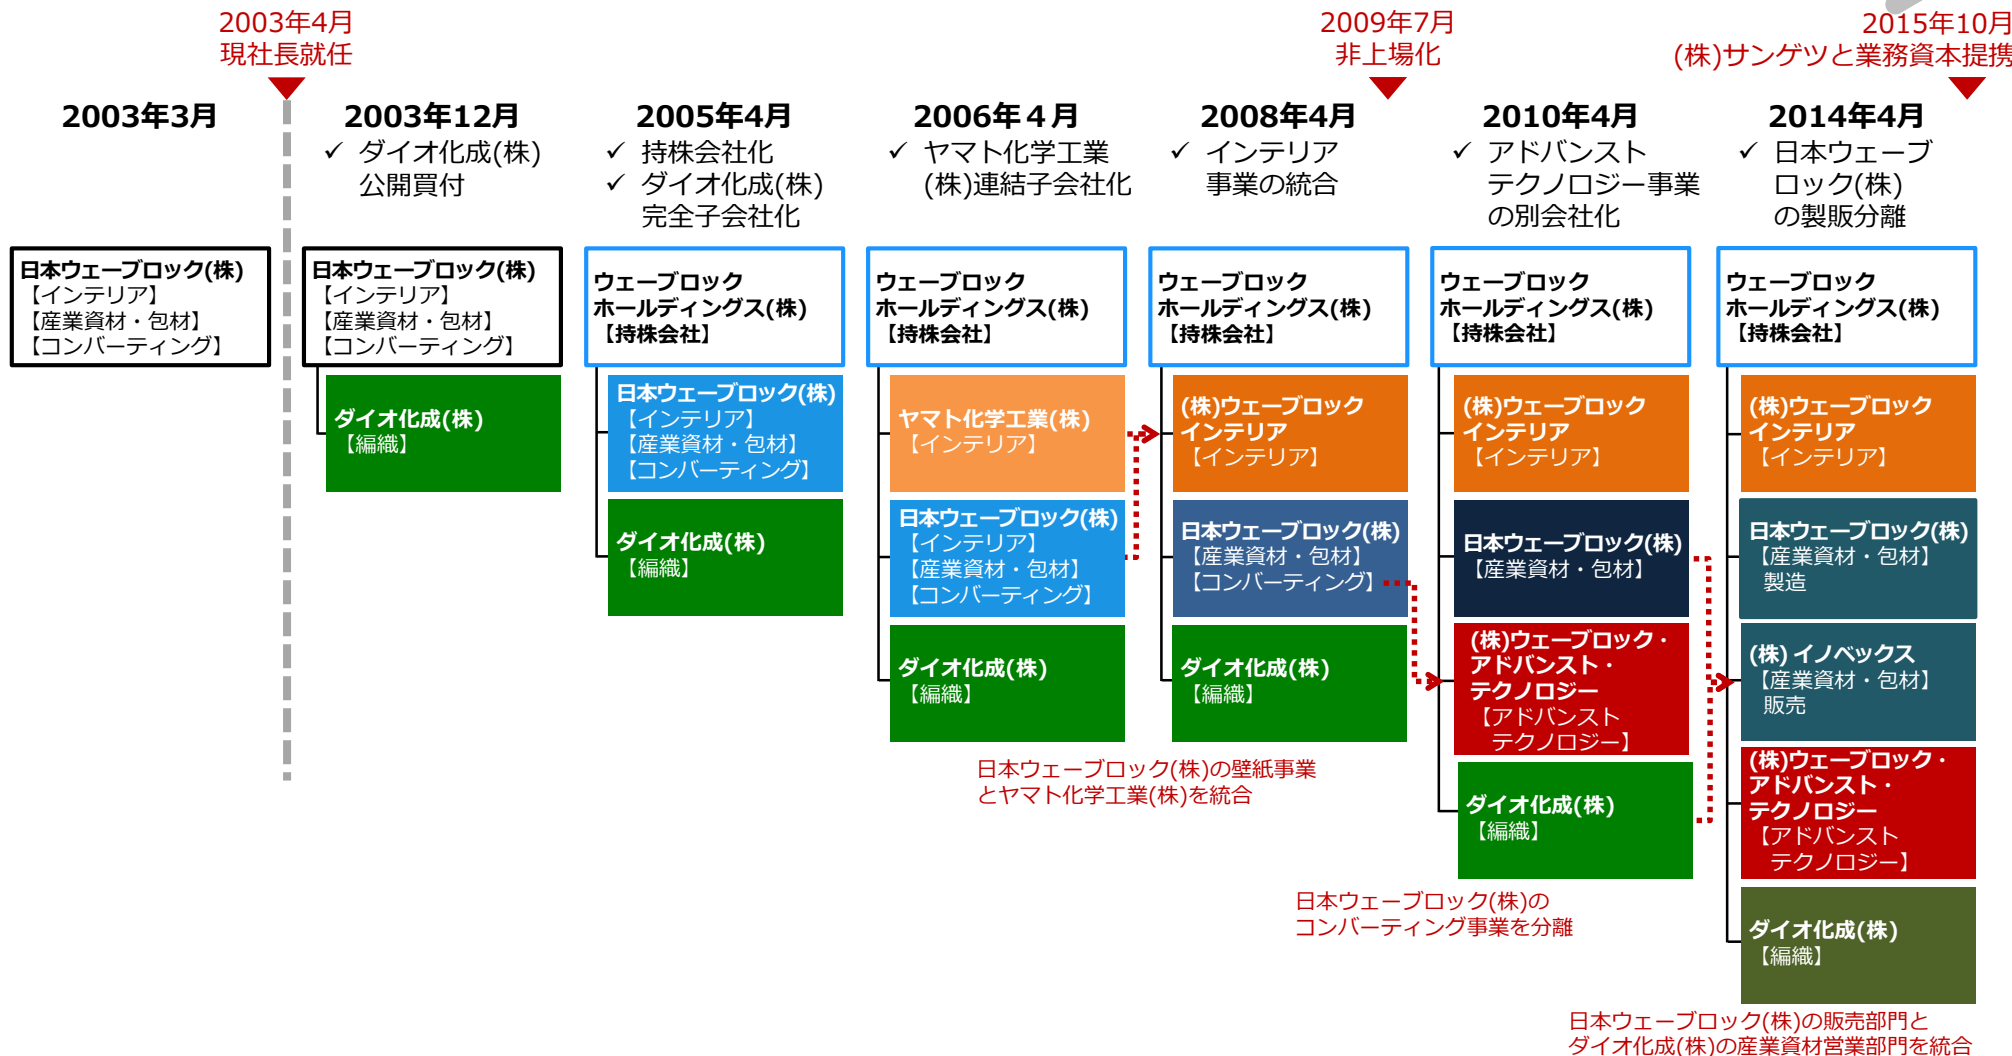 2003年4月
現社長就任
2009年7月
非上場化
2015年10月
(株)サンゲツと業務資本提携
2003年3月
日本ウェーブロック(株)
【インテリア】
【産業資材・包材】
【コンバーティング】
2003年12月
✓ ダイオ化成(株)
公開買付
日本ウェーブロック(株)
【インテリア】
【産業資材・包材】
【コンバーティング】
ダイオ化成(株)
【編織】
2005年4月
✓ 持株会社化
✓ ダイオ化成(株)
完全子会社化
ウェーブロック
ホールディングス(株)
【持株会社】
日本ウェーブロック(株)
【インテリア】
【産業資材・包材】
【コンバーティング】
ダイオ化成(株)
【編織】
2006年４月
✓ ヤマト化学工業
(株)連結子会社化
ウェーブロック
ホールディングス(株)
【持株会社】
ヤマト化学工業(株)
【インテリア】
日本ウェーブロック(株)
【インテリア】
【産業資材・包材】
【コンバーティング】
ダイオ化成(株)
【編織】
日本ウェーブロック(株)の壁紙事業
とヤマト化学工業(株)を統合
2008年4月
✓ インテリア
事業の統合
ウェーブロック
ホールディングス(株)
【持株会社】
(株)ウェーブロック
インテリア
【インテリア】
日本ウェーブロック(株)
【産業資材・包材】
【コンバーティング】
ダイオ化成(株)
【編織】
日本ウェーブロック(株)の
コンバーティング事業を分離
2010年4月
✓ アドバンスト
テクノロジー事業
の別会社化
ウェーブロック
ホールディングス(株)
【持株会社】
(株)ウェーブロック
インテリア
【インテリア】
日本ウェーブロック(株)
【産業資材・包材】
(株)ウェーブロック・
アドバンスト・
テクノロジー
【アドバンスト
テクノロジー】
ダイオ化成(株)
【編織】
2014年4月
✓ 日本ウェーブ
ロック(株)
の製販分離
ウェーブロック
ホールディングス(株)
【持株会社】
(株)ウェーブロック
インテリア
【インテリア】
日本ウェーブロック(株)
【産業資材・包材】
製造
(株) イノベックス
【産業資材・包材】
販売
(株)ウェーブロック・
アドバンスト・
テクノロジー
【アドバンスト
テクノロジー】
ダイオ化成(株)
【編織】
日本ウェーブロック(株)の販売部門と
ダイオ化成(株)の産業資材営業部門を統合